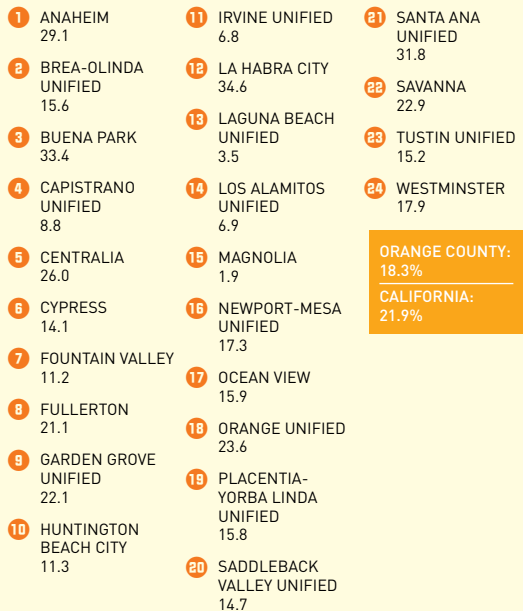 1 ANAHEIM
29.1
2 BREA-OLINDA
UNIFIED
15.6
3 BUENA PARK
33.4
4 CAPISTRANO
UNIFIED
8.8
5 CENTRALIA
26.0
6 CYPRESS
14.1
7 FOUNTAIN VALLEY
11.2
8 FULLERTON
21.1
9 GARDEN GROVE
UNIFIED
22.1
10 HUNTINGTON
BEACH CITY
11.3
11 IRVINE UNIFIED
6.8
12 LA HABRA CITY
34.6
13 LAGUNA BEACH
UNIFIED
3.5
14 LOS ALAMITOS
UNIFIED
6.9
15 MAGNOLIA
1.9
16 NEWPORT-MESA
UNIFIED
17.3
17 OCEAN VIEW
15.9
18 ORANGE UNIFIED
23.6
19 PLACENTIA-
YORBA LINDA
UNIFIED
15.8
20 SADDLEBACK
VALLEY UNIFIED
14.7
21 SANTA ANA
UNIFIED
31.8
22 SAVANNA
22.9
23 TUSTIN UNIFIED
15.2
24 WESTMINSTER
17.9
ORANGE COUNTY:
18.3%
CALIFORNIA:
21.9%